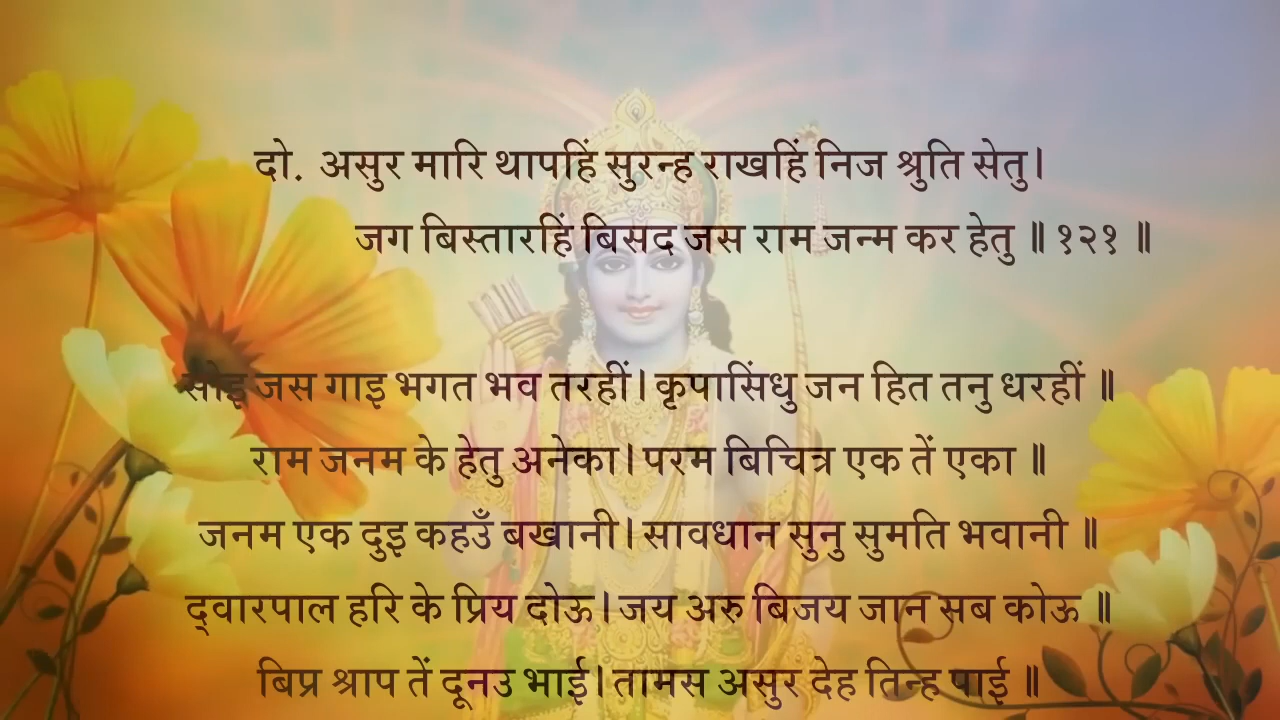 दो. असुर मारि थापहिं सुरन्ह राखहिं निज श्रुति सेतु।
जग बिस्तारहिं बिसद जस राम जन्म कर हेतु ॥ १२१ ॥
सोइ जस गाइ भगत भव तरहीं। कृपासिंधु जन हित तनु धरहीं ॥
राम जनम के हेतु अनेका। परम बिचित्र एक तें एका ॥
जनम एक दुइ कहउँ बखानी। सावधान सुनु सुमति भवानी ॥
द्वारपाल हरि के प्रिय दोऊ। जय अरु बिजय जान सब कोऊ ॥
बिप्र श्राप तें दूनउ भाई। तामस असुर देह तिन्ह पाई ॥